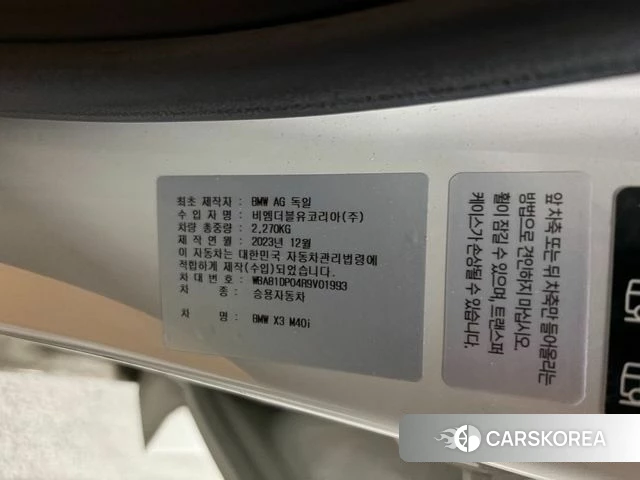 최초 제작자 : BMW AG 독일
수 입 자 명 : 비엠더블유코리아(주)
차량 총중량 : 2,270KG
제 작 연 월 : 2023년 12월
이 자동차는 대한민국 자동차관리법령에
적합하게 제작(수입)되었습니다.
차 대 번 호 : WBA81DP04R9V01993
차 종 : 승용자동차
차 명 : BMW X3 M40i
앞 차축 또는 뒤 차축만 들어올리는
방법으로 견인하지 마십시오.
휠이 잠길 수 있으며, 트랜스퍼
케이스가 손상될 수 있습니다.
CARSKOREA